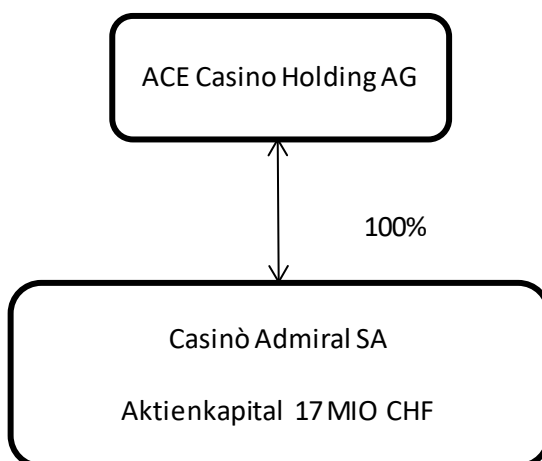 ACE Casino Holding AG
100%
Casinò Admiral SA
Aktienkapital 17 MIO CHF